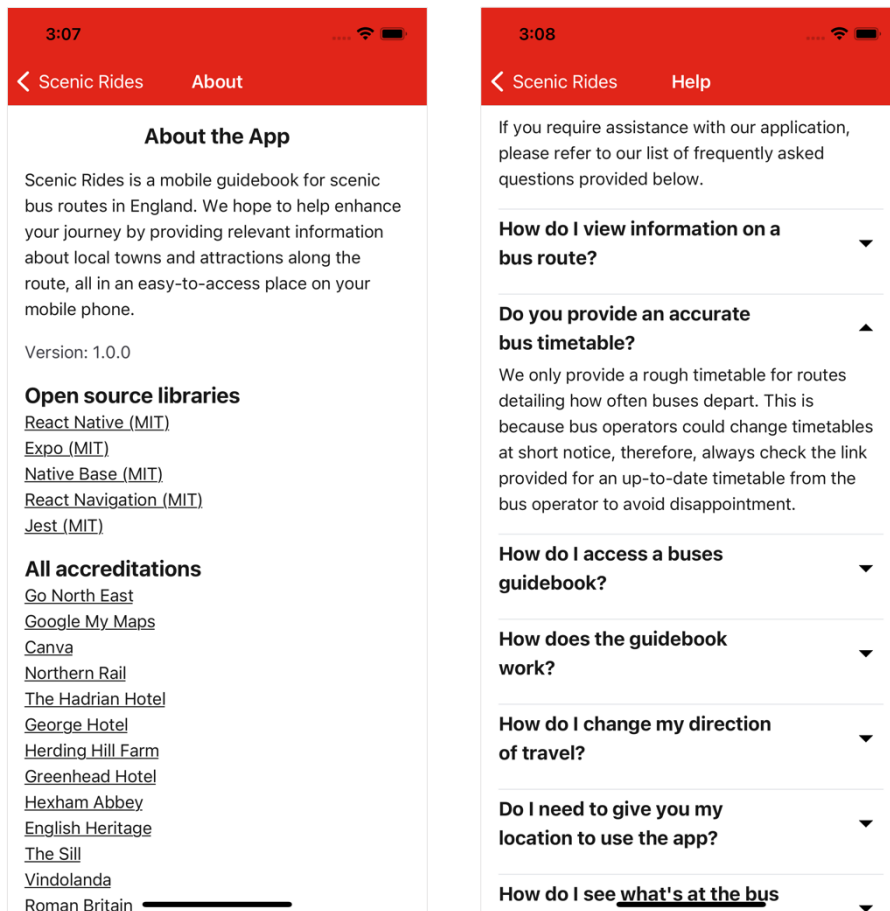 3:07
Scenic Rides
About
About the App
Scenic Rides is a mobile guidebook for scenic
bus routes in England. We hope to help enhance
your journey by providing relevant information
about local towns and attractions along the
route, all in an easy-to-access place on your
mobile phone.
Version: 1.0.0
Open source libraries
React Native (MIT)
Expo (MIT)
Native Base (MIT)
React Navigation (MIT)
Jest (MIT)
All accreditations
Go North East
Google My Maps
Canva
Northern Rail
The Hadrian Hotel
George Hotel
Herding Hill Farm
Greenhead Hotel
Hexham Abbey
English Heritage
The Sill
Vindolanda
Roman Britain
3:08
Scenic Rides
Help
If you require assistance with our application,
please refer to our list of frequently asked
questions provided below.
How do I view information on a
bus route?
Do you provide an accurate
bus timetable?
We only provide a rough timetable for routes
detailing how often buses depart. This is
because bus operators could change timetables
at short notice, therefore, always check the link
provided for an up-to-date timetable from the
bus operator to avoid disappointment.
How do I access a buses
guidebook?
How does the guidebook
work?
How do I change my direction
of travel?
Do I need to give you my
location to use the app?
How do I see what's at the bus